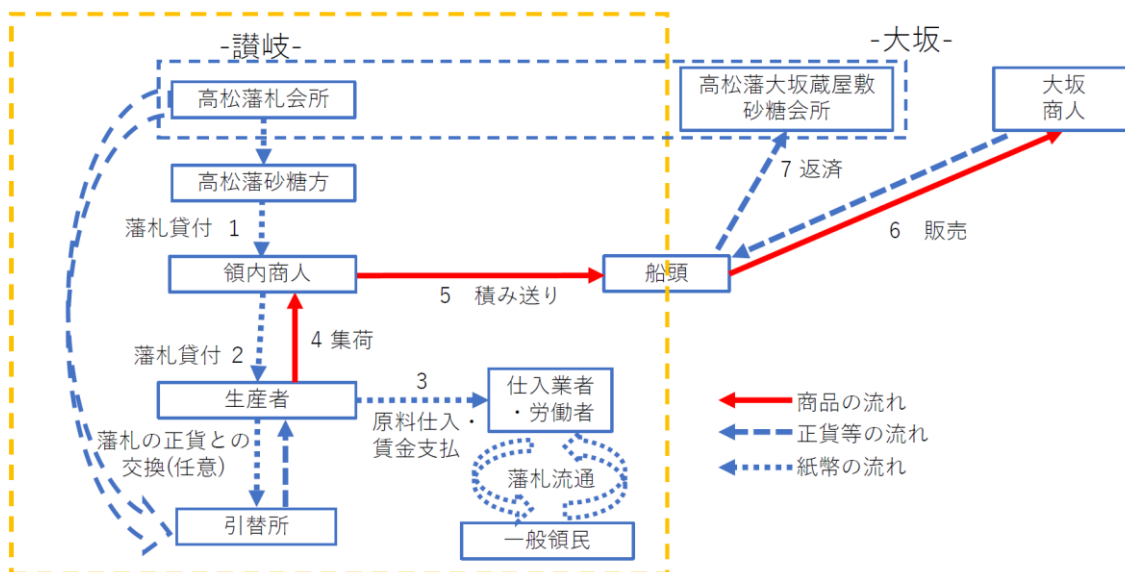 -讃岐-
-大坂-
高松藩札会所
高松藩大坂蔵屋敷
砂糖会所
大坂
商人
高松藩砂糖方
7 返済
藩札貸付 1
6 販売
領内商人
船頭
5 積み送り
4 集荷
藩札貸付 2
3
生産者
仕入業者
・労働者
原料仕入・
賃金支払
藩札の正貨との
交換(任意)
藩札流通
引替所
一般領民
商品の流れ
正貨等の流れ
紙幣の流れ